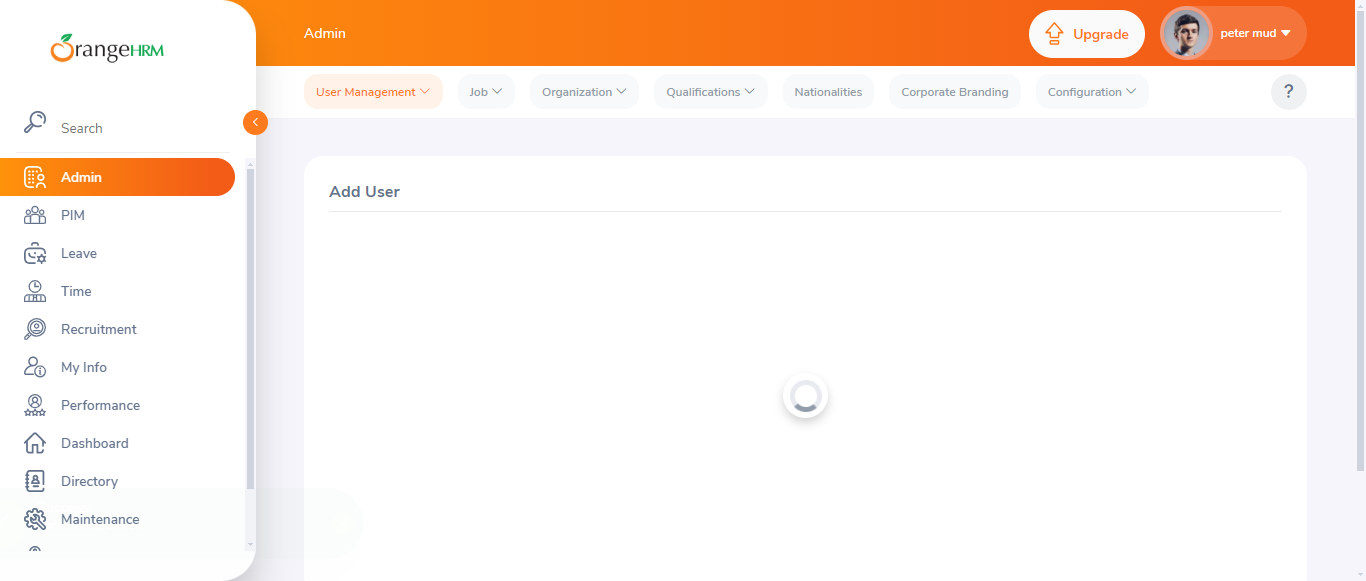 OrangeHRM
Admin
Upgrade
peter mud
User Management
Job
Organization
Qualifications
Nationalities
Corporate Branding
Configuration
?
Search
Admin
PIM
Leave
Time
Recruitment
My Info
Performance
Dashboard
Directory
Maintenance
Add User